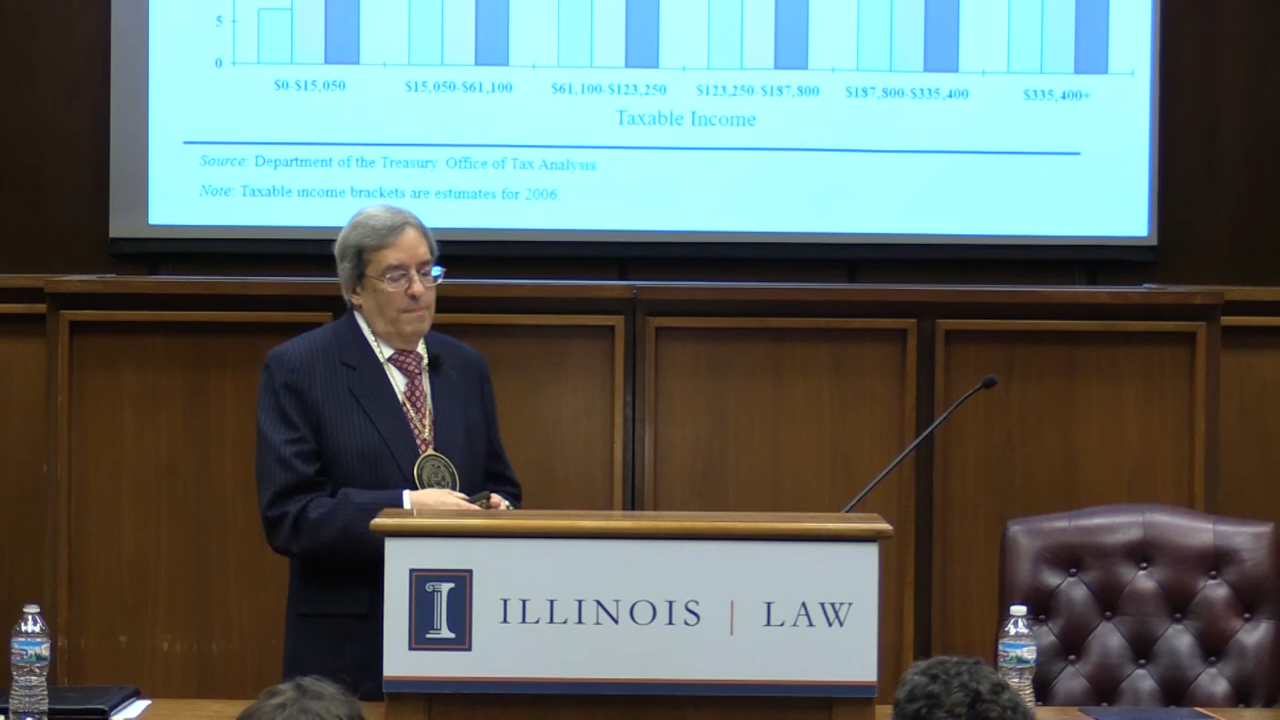 5
0
$0-$15,050 $15,050-$61,100 $61,100-$123,250 $123,250-$187,800 $187,800-$335,400 $335,400+
Taxable Income
Source: Department of the Treasury. Office of Tax Analysis
Note: Taxable income brackets are estimates for 2006.
ILLINOIS | LAW